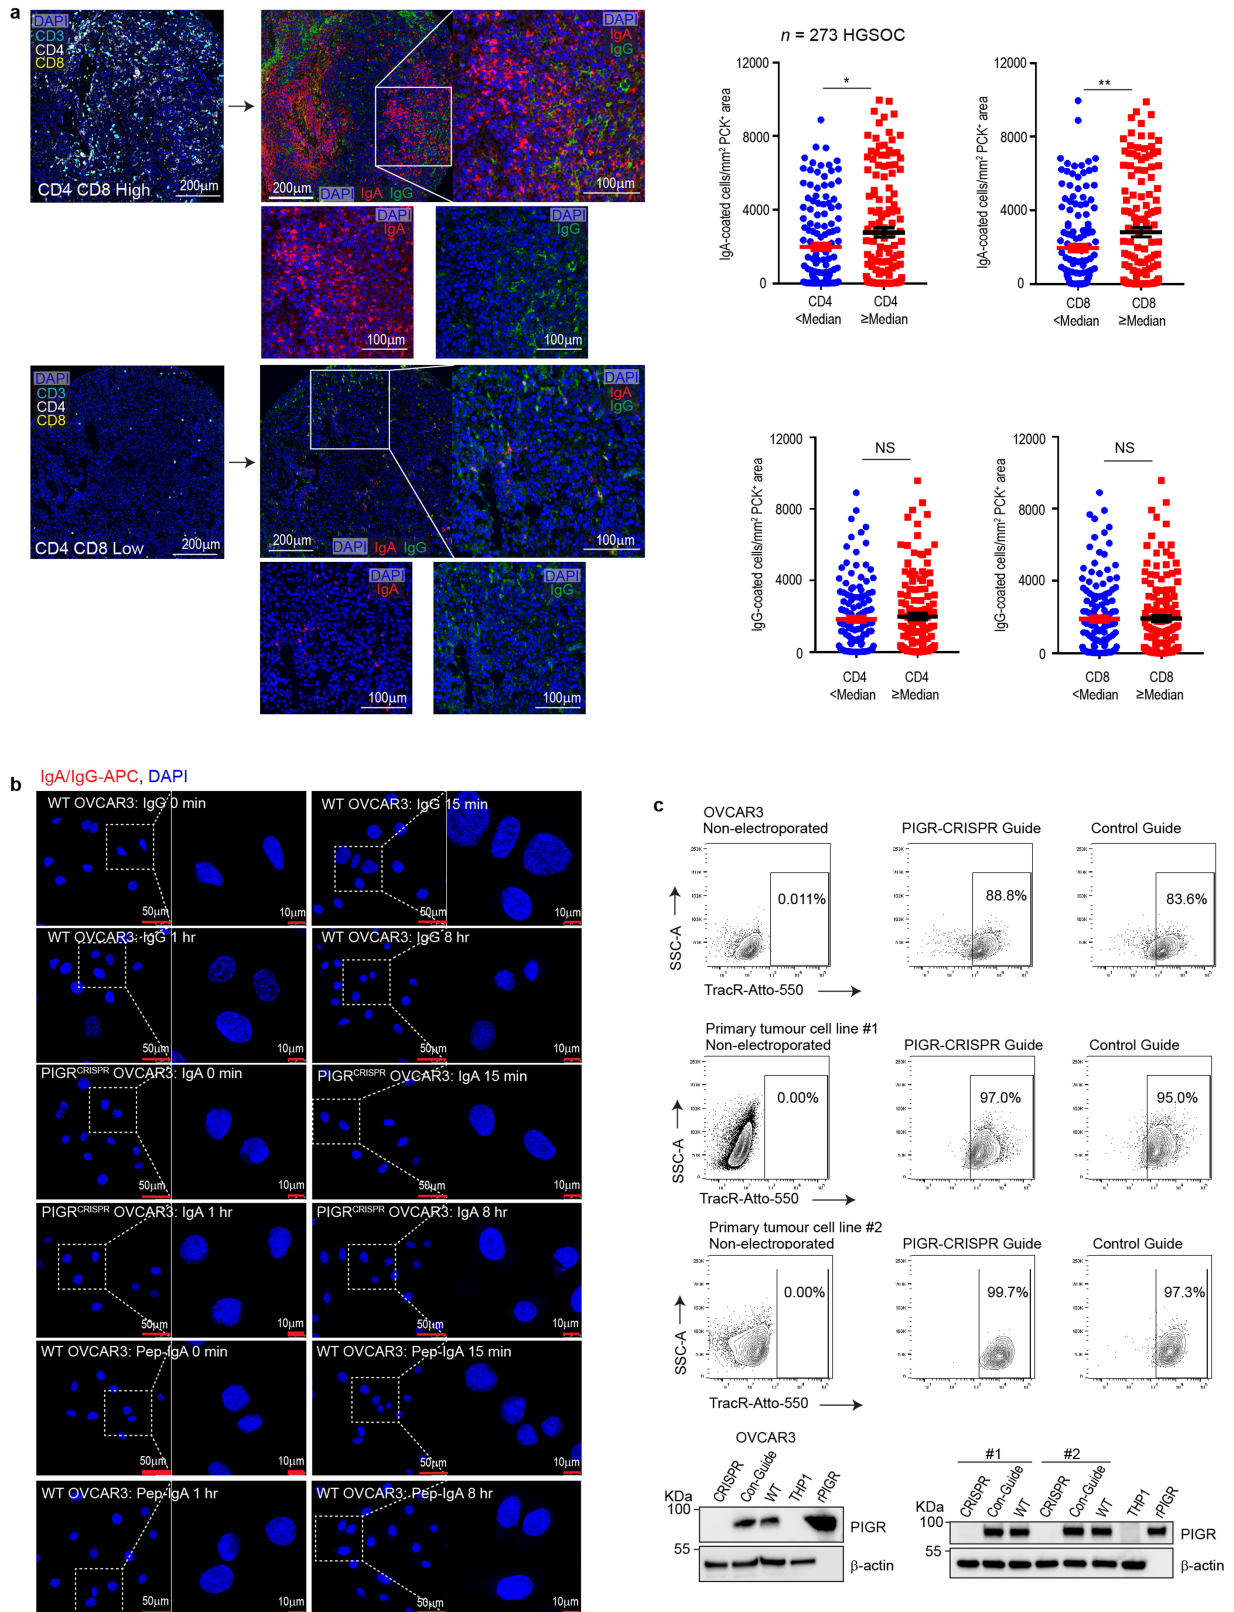 a
DAPI
CD3
CD4
CD8
CD4 CD8 High
200μm
200μm
DAPI IgA IgG
DAPI
IgA
IgG
100μm
DAPI
IgA
100μm
DAPI
IgG
100μm
DAPI
CD3
CD4
CD8
CD4 CD8 Low
200μm
200μm
DAPI IgA IgG
DAPI
IgA
IgG
100μm
DAPI
IgA
100μm
DAPI
IgG
100μm
n = 273 HGSOC
IgA-coated cells/mm² PCK⁺ area
12000
8000
4000
0
*
CD4 <Median
CD4 ≥Median
IgA-coated cells/mm² PCK⁺ area
12000
8000
4000
0
**
CD8 <Median
CD8 ≥Median
IgG-coated cells/mm² PCK⁺ area
12000
8000
4000
0
NS
CD4 <Median
CD4 ≥Median
IgG-coated cells/mm² PCK⁺ area
12000
8000
4000
0
NS
CD8 <Median
CD8 ≥Median
b
IgA/IgG-APC, DAPI
WT OVCAR3: IgG 0 min
50μm
10μm
WT OVCAR3: IgG 15 min
50μm
10μm
WT OVCAR3: IgG 1 hr
50μm
10μm
WT OVCAR3: IgG 8 hr
50μm
10μm
PIGRᶜᴿᴵˢᴾᴿ OVCAR3: IgA 0 min
50μm
10μm
PIGRᶜᴿᴵˢᴾᴿ OVCAR3: IgA 15 min
50μm
10μm
PIGRᶜᴿᴵˢᴾᴿ OVCAR3: IgA 1 hr
50μm
10μm
PIGRᶜᴿᴵˢᴾᴿ OVCAR3: IgA 8 hr
50μm
10μm
WT OVCAR3: Pep-IgA 0 min
50μm
10μm
WT OVCAR3: Pep-IgA 15 min
50μm
10μm
WT OVCAR3: Pep-IgA 1 hr
50μm
10μm
WT OVCAR3: Pep-IgA 8 hr
50μm
10μm
c
OVCAR3
Non-electroporated
PIGR-CRISPR Guide
Control Guide
0.011%
88.8%
83.6%
SSC-A
TracR-Atto-550
Primary tumour cell line #1
Non-electroporated
PIGR-CRISPR Guide
Control Guide
0.00%
97.0%
95.0%
SSC-A
TracR-Atto-550
Primary tumour cell line #2
Non-electroporated
PIGR-CRISPR Guide
Control Guide
0.00%
99.7%
97.3%
SSC-A
TracR-Atto-550
OVCAR3
CRISPR
Con-Guide
WT
THP1
rPIGR
KDa
100
55
PIGR
β-actin
#1
#2
CRISPR
Con-Guide
WT
CRISPR
Con-Guide
WT
THP1
rPIGR
KDa
100
55
PIGR
β-actin